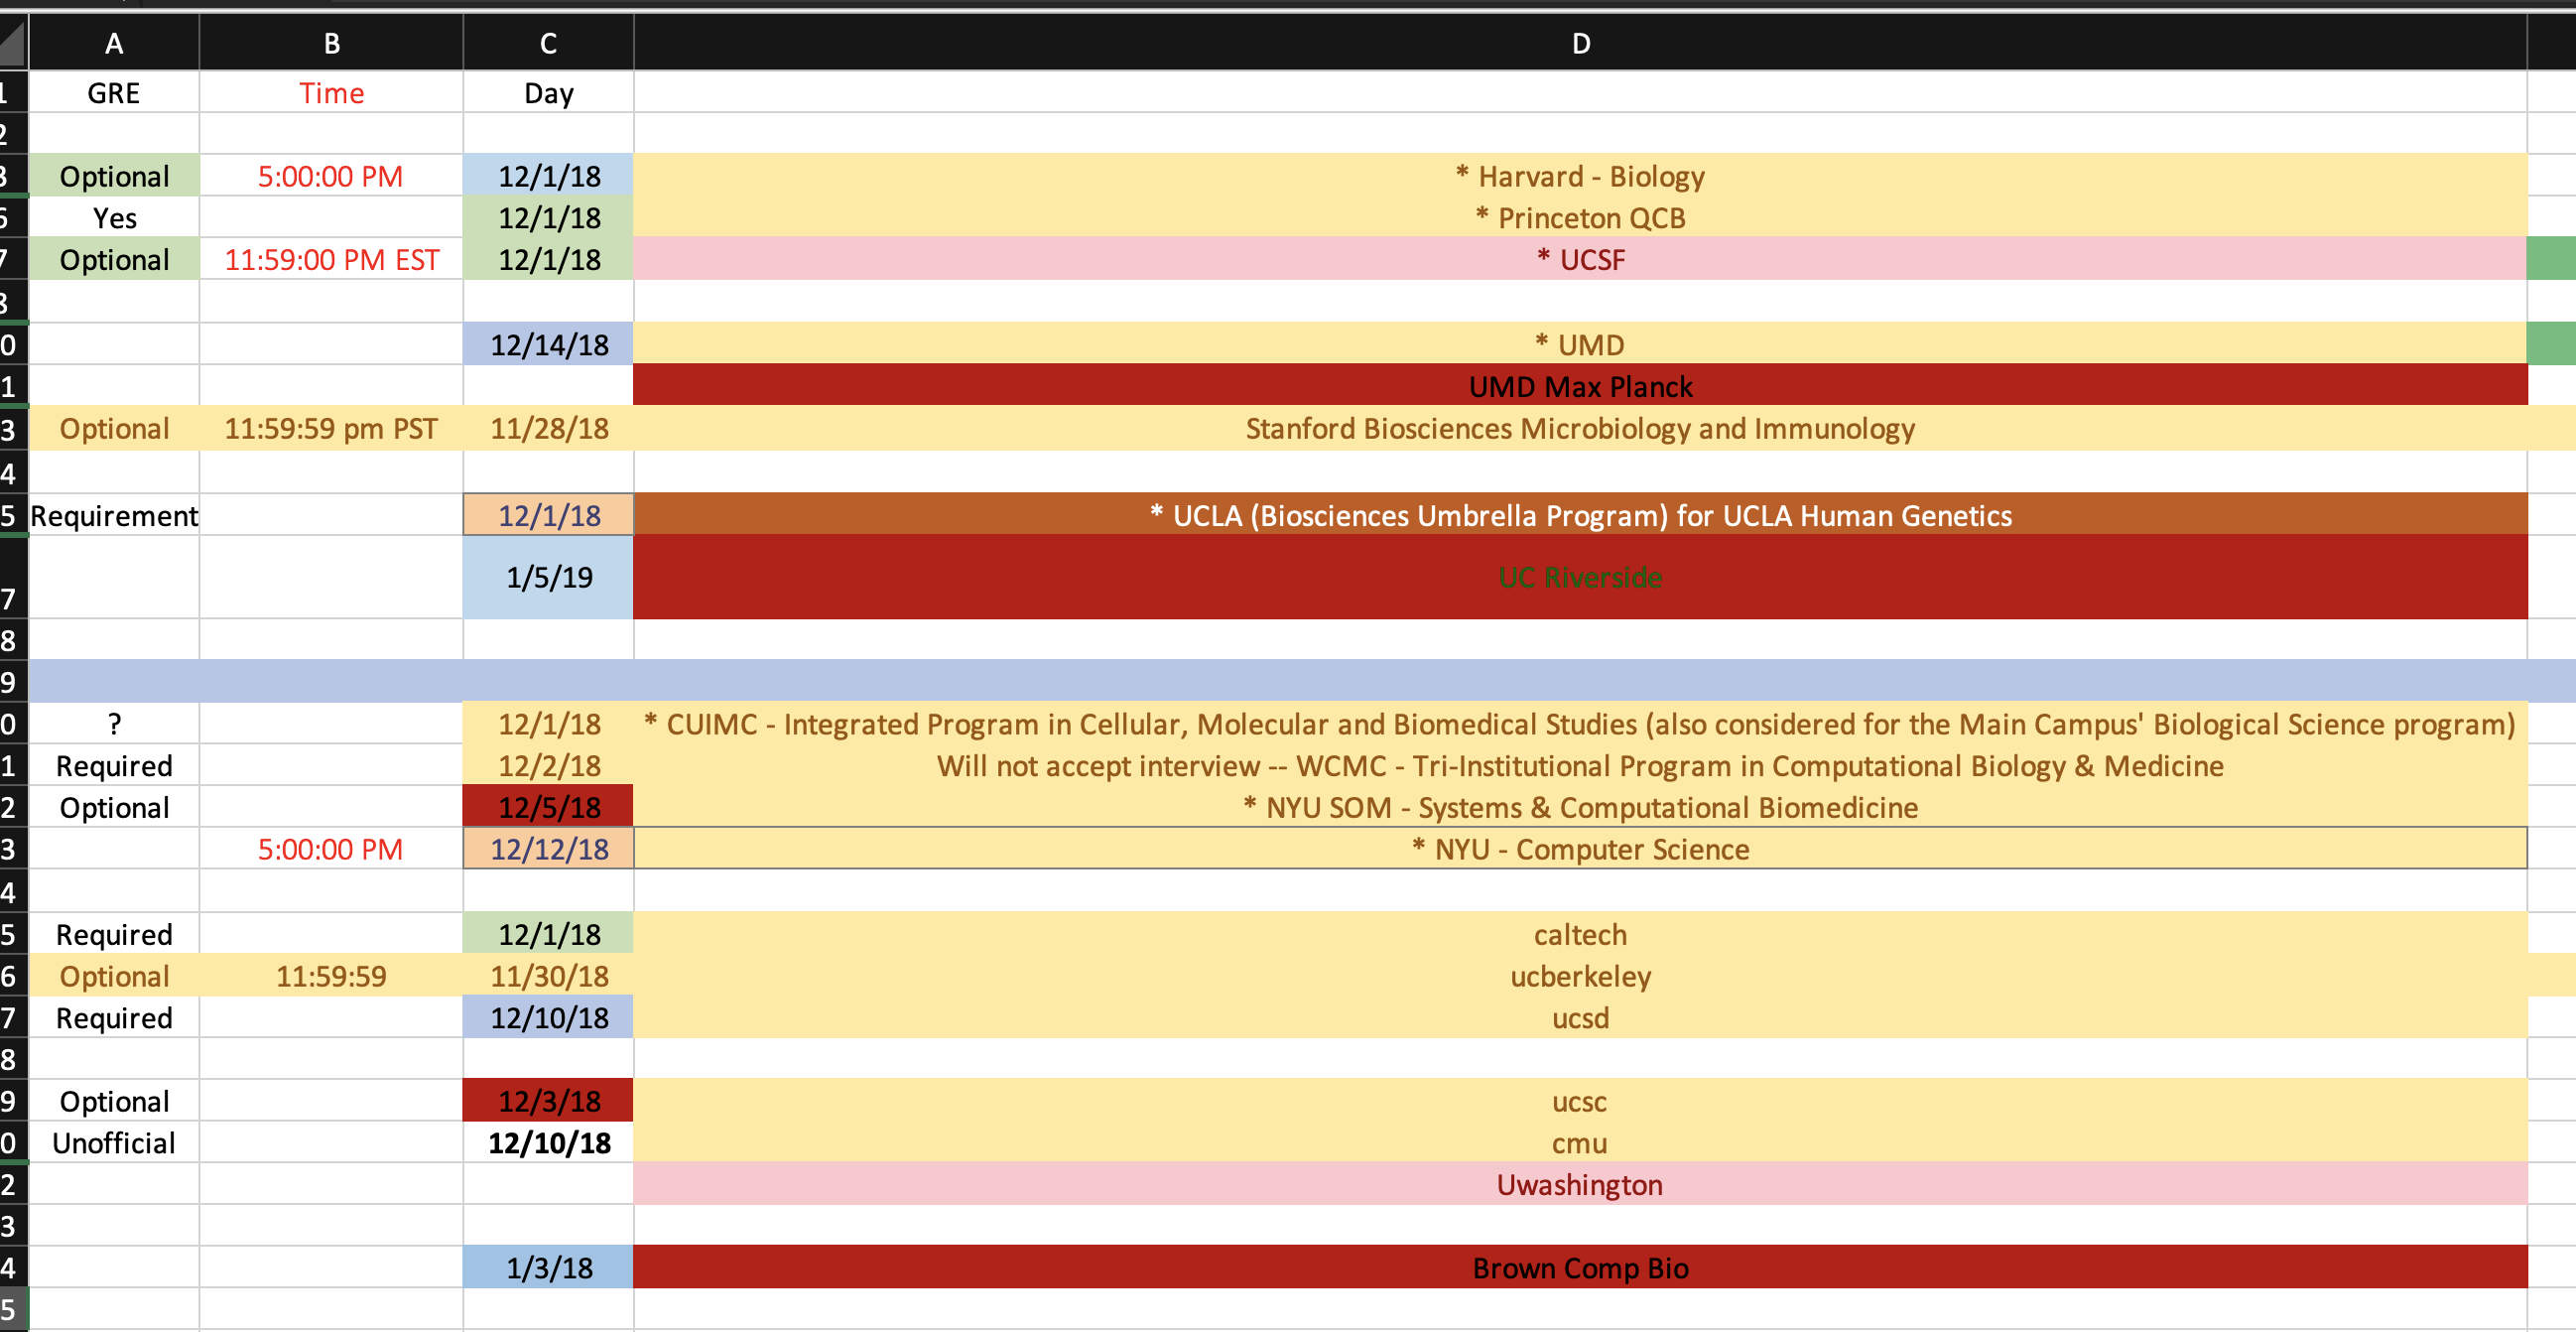 A B C D
1 GRE Time Day
2
3 Optional 5:00:00 PM 12/1/18 * Harvard - Biology
6 Yes 12/1/18 * Princeton QCB
7 Optional 11:59:00 PM EST 12/1/18 * UCSF
8
0 12/14/18 * UMD
1 UMD Max Planck
3 Optional 11:59:59 pm PST 11/28/18 Stanford Biosciences Microbiology and Immunology
4
5 Requirement 12/1/18 * UCLA (Biosciences Umbrella Program) for UCLA Human Genetics
7 1/5/19 UC Riverside
8
9
0 ? 12/1/18 * CUIMC - Integrated Program in Cellular, Molecular and Biomedical Studies (also considered for the Main Campus' Biological Science program)
1 Required 12/2/18 Will not accept interview -- WCMC - Tri-Institutional Program in Computational Biology & Medicine
2 Optional 12/5/18 * NYU SOM - Systems & Computational Biomedicine
3 5:00:00 PM 12/12/18 * NYU - Computer Science
4
5 Required 12/1/18 caltech
6 Optional 11:59:59 11/30/18 ucberkeley
7 Required 12/10/18 ucsd
8
9 Optional 12/3/18 ucsc
0 Unofficial 12/10/18 cmu
2 Uwashington
3
4 1/3/18 Brown Comp Bio
5